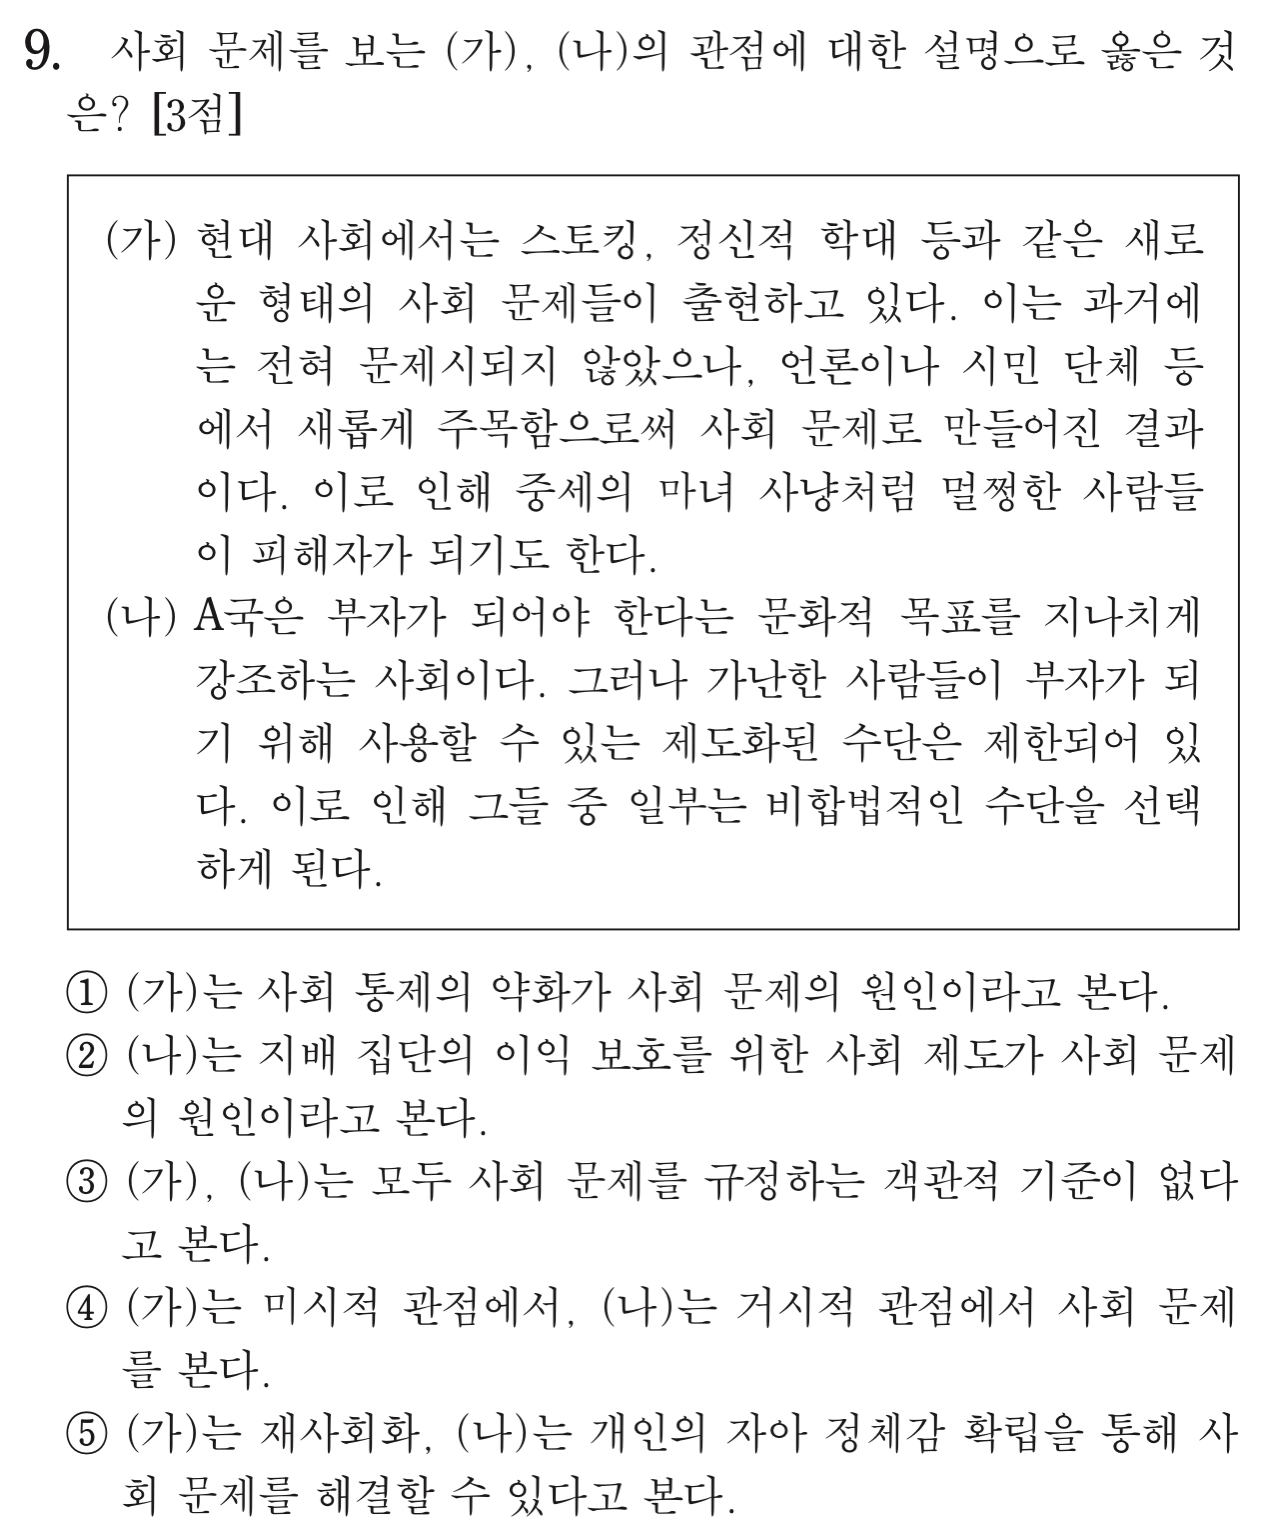 9. 사회 문제를 보는 (가), (나)의 관점에 대한 설명으로 옳은 것
은? [3점]
(가) 현대 사회에서는 스토킹, 정신적 학대 등과 같은 새로
운 형태의 사회 문제들이 출현하고 있다. 이는 과거에
는 전혀 문제시되지 않았으나, 언론이나 시민 단체 등
에서 새롭게 주목함으로써 사회 문제로 만들어진 결과
이다. 이로 인해 중세의 마녀 사냥처럼 멀쩡한 사람들
이 피해자가 되기도 한다.
(나) A국은 부자가 되어야 한다는 문화적 목표를 지나치게
강조하는 사회이다. 그러나 가난한 사람들이 부자가 되
기 위해 사용할 수 있는 제도화된 수단은 제한되어 있
다. 이로 인해 그들 중 일부는 비합법적인 수단을 선택
하게 된다.
① (가)는 사회 통제의 약화가 사회 문제의 원인이라고 본다.
② (나)는 지배 집단의 이익 보호를 위한 사회 제도가 사회 문제
의 원인이라고 본다.
③ (가), (나)는 모두 사회 문제를 규정하는 객관적 기준이 없다
고 본다.
④ (가)는 미시적 관점에서, (나)는 거시적 관점에서 사회 문제
를 본다.
⑤ (가)는 재사회화, (나)는 개인의 자아 정체감 확립을 통해 사
회 문제를 해결할 수 있다고 본다.